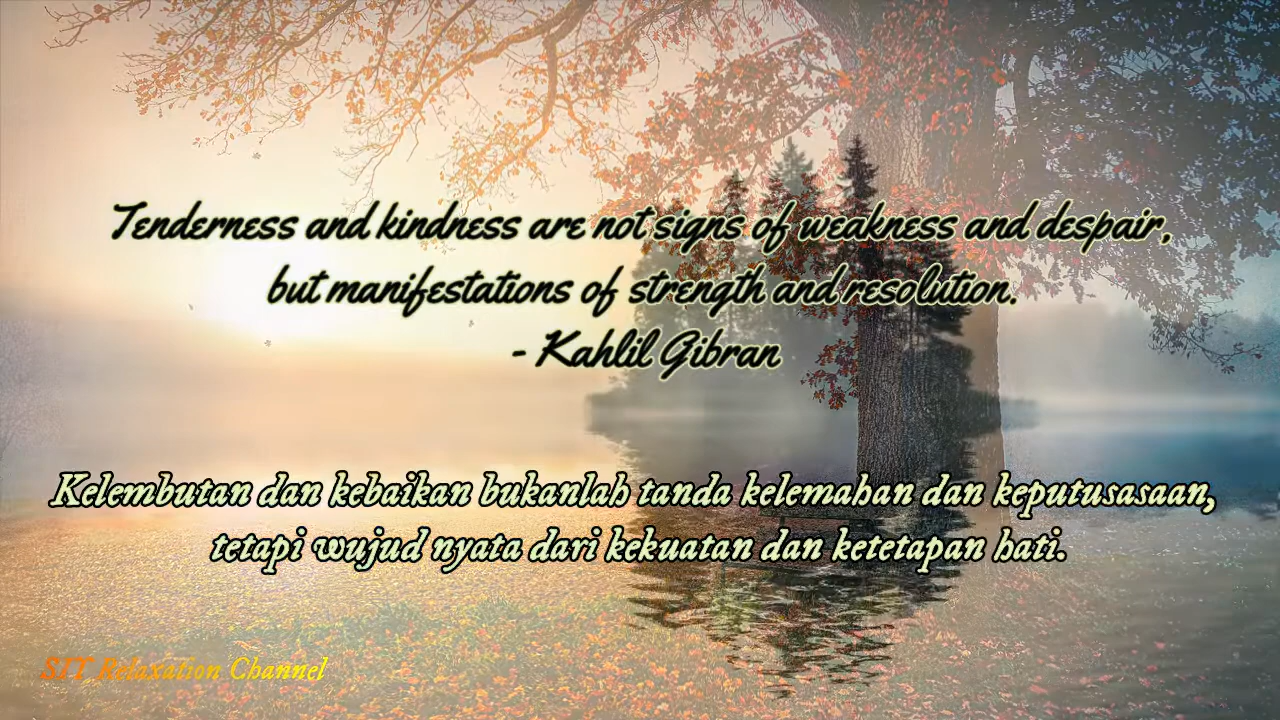 Tenderness and kindness are not signs of weakness and despair,
but manifestations of strength and resolution.
- Kahlil Gibran
Kelembutan dan kebaikan bukanlah tanda kelemahan dan keputusasaan,
tetapi wujud nyata dari kekuatan dan ketetapan hati.
SIT Relaxation Channel